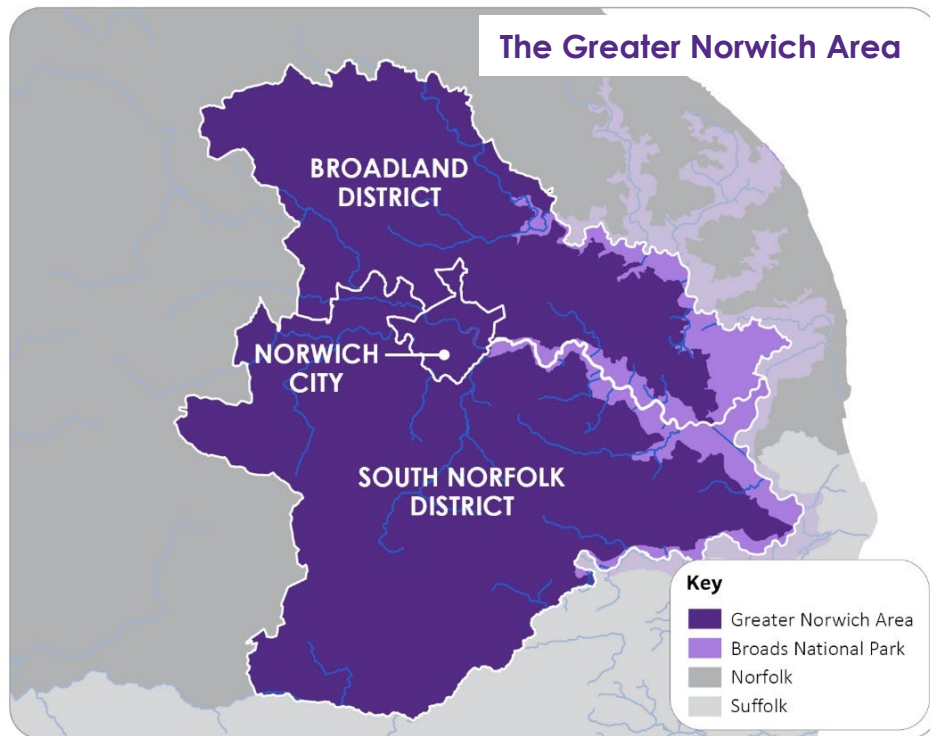 The Greater Norwich Area
BROADLAND
DISTRICT
NORWICH
CITY
SOUTH NORFOLK
DISTRICT
Key
Greater Norwich Area
Broads National Park
Norfolk
Suffolk